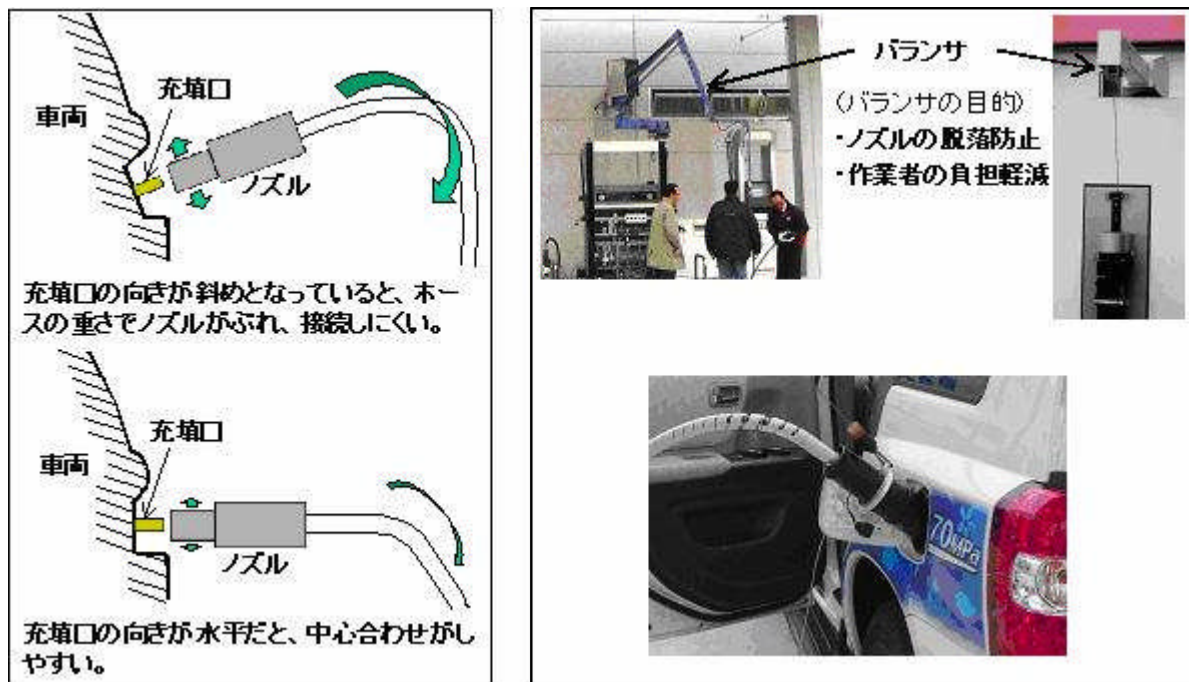 充填口
車両
ノズル
充填口の向きが斜めとなっていると、ホー
スの重さでノズルがぶれ、接続しにくい。
充填口
車両
ノズル
充填口の向きが水平だと、中心合わせがし
やすい。
バランサ
(バランサの目的)
・ノズルの脱落防止
・作業者の負担軽減
70MPa